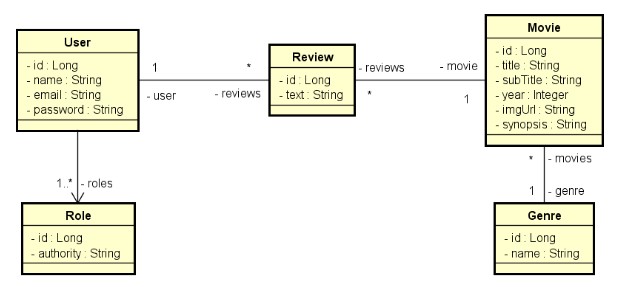 User
- id : Long
- name : String
- email : String
- password : String
1
- user
*
- reviews
Review
- id : Long
- text : String
- reviews
*
- movie
1
Movie
- id : Long
- title : String
- subTitle : String
- year : Integer
- imgUrl : String
- synopsis : String
1..* - roles
* - movies
1 - genre
Role
- id : Long
- authority : String
Genre
- id : Long
- name : String